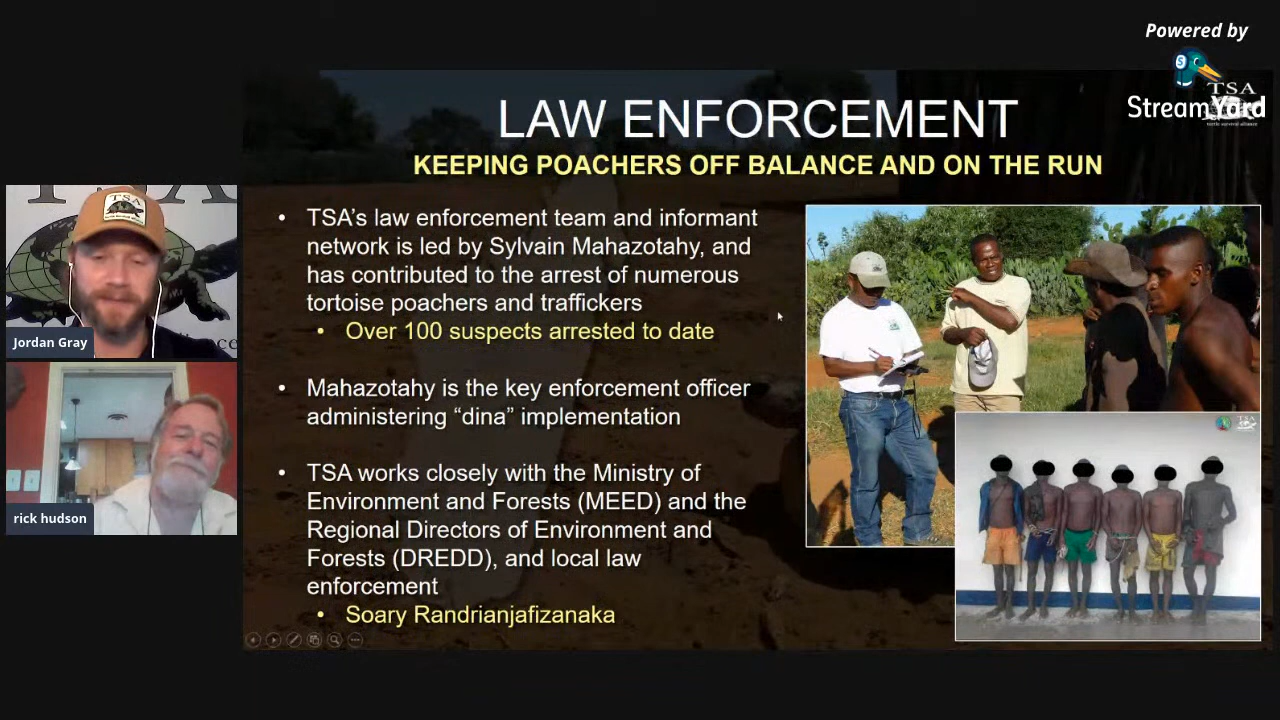 Powered by
StreamYard
TSA
LAW ENFORCEMENT
KEEPING POACHERS OFF BALANCE AND ON THE RUN
• TSA's law enforcement team and informant
network is led by Sylvain Mahazotahy, and
has contributed to the arrest of numerous
tortoise poachers and traffickers
• Over 100 suspects arrested to date
• Mahazotahy is the key enforcement officer
administering “dina” implementation
• TSA works closely with the Ministry of
Environment and Forests (MEED) and the
Regional Directors of Environment and
Forests (DREDD), and local law
enforcement
• Soary Randrianjafizanaka
TSA
Jordan Gray
rick hudson
TSA